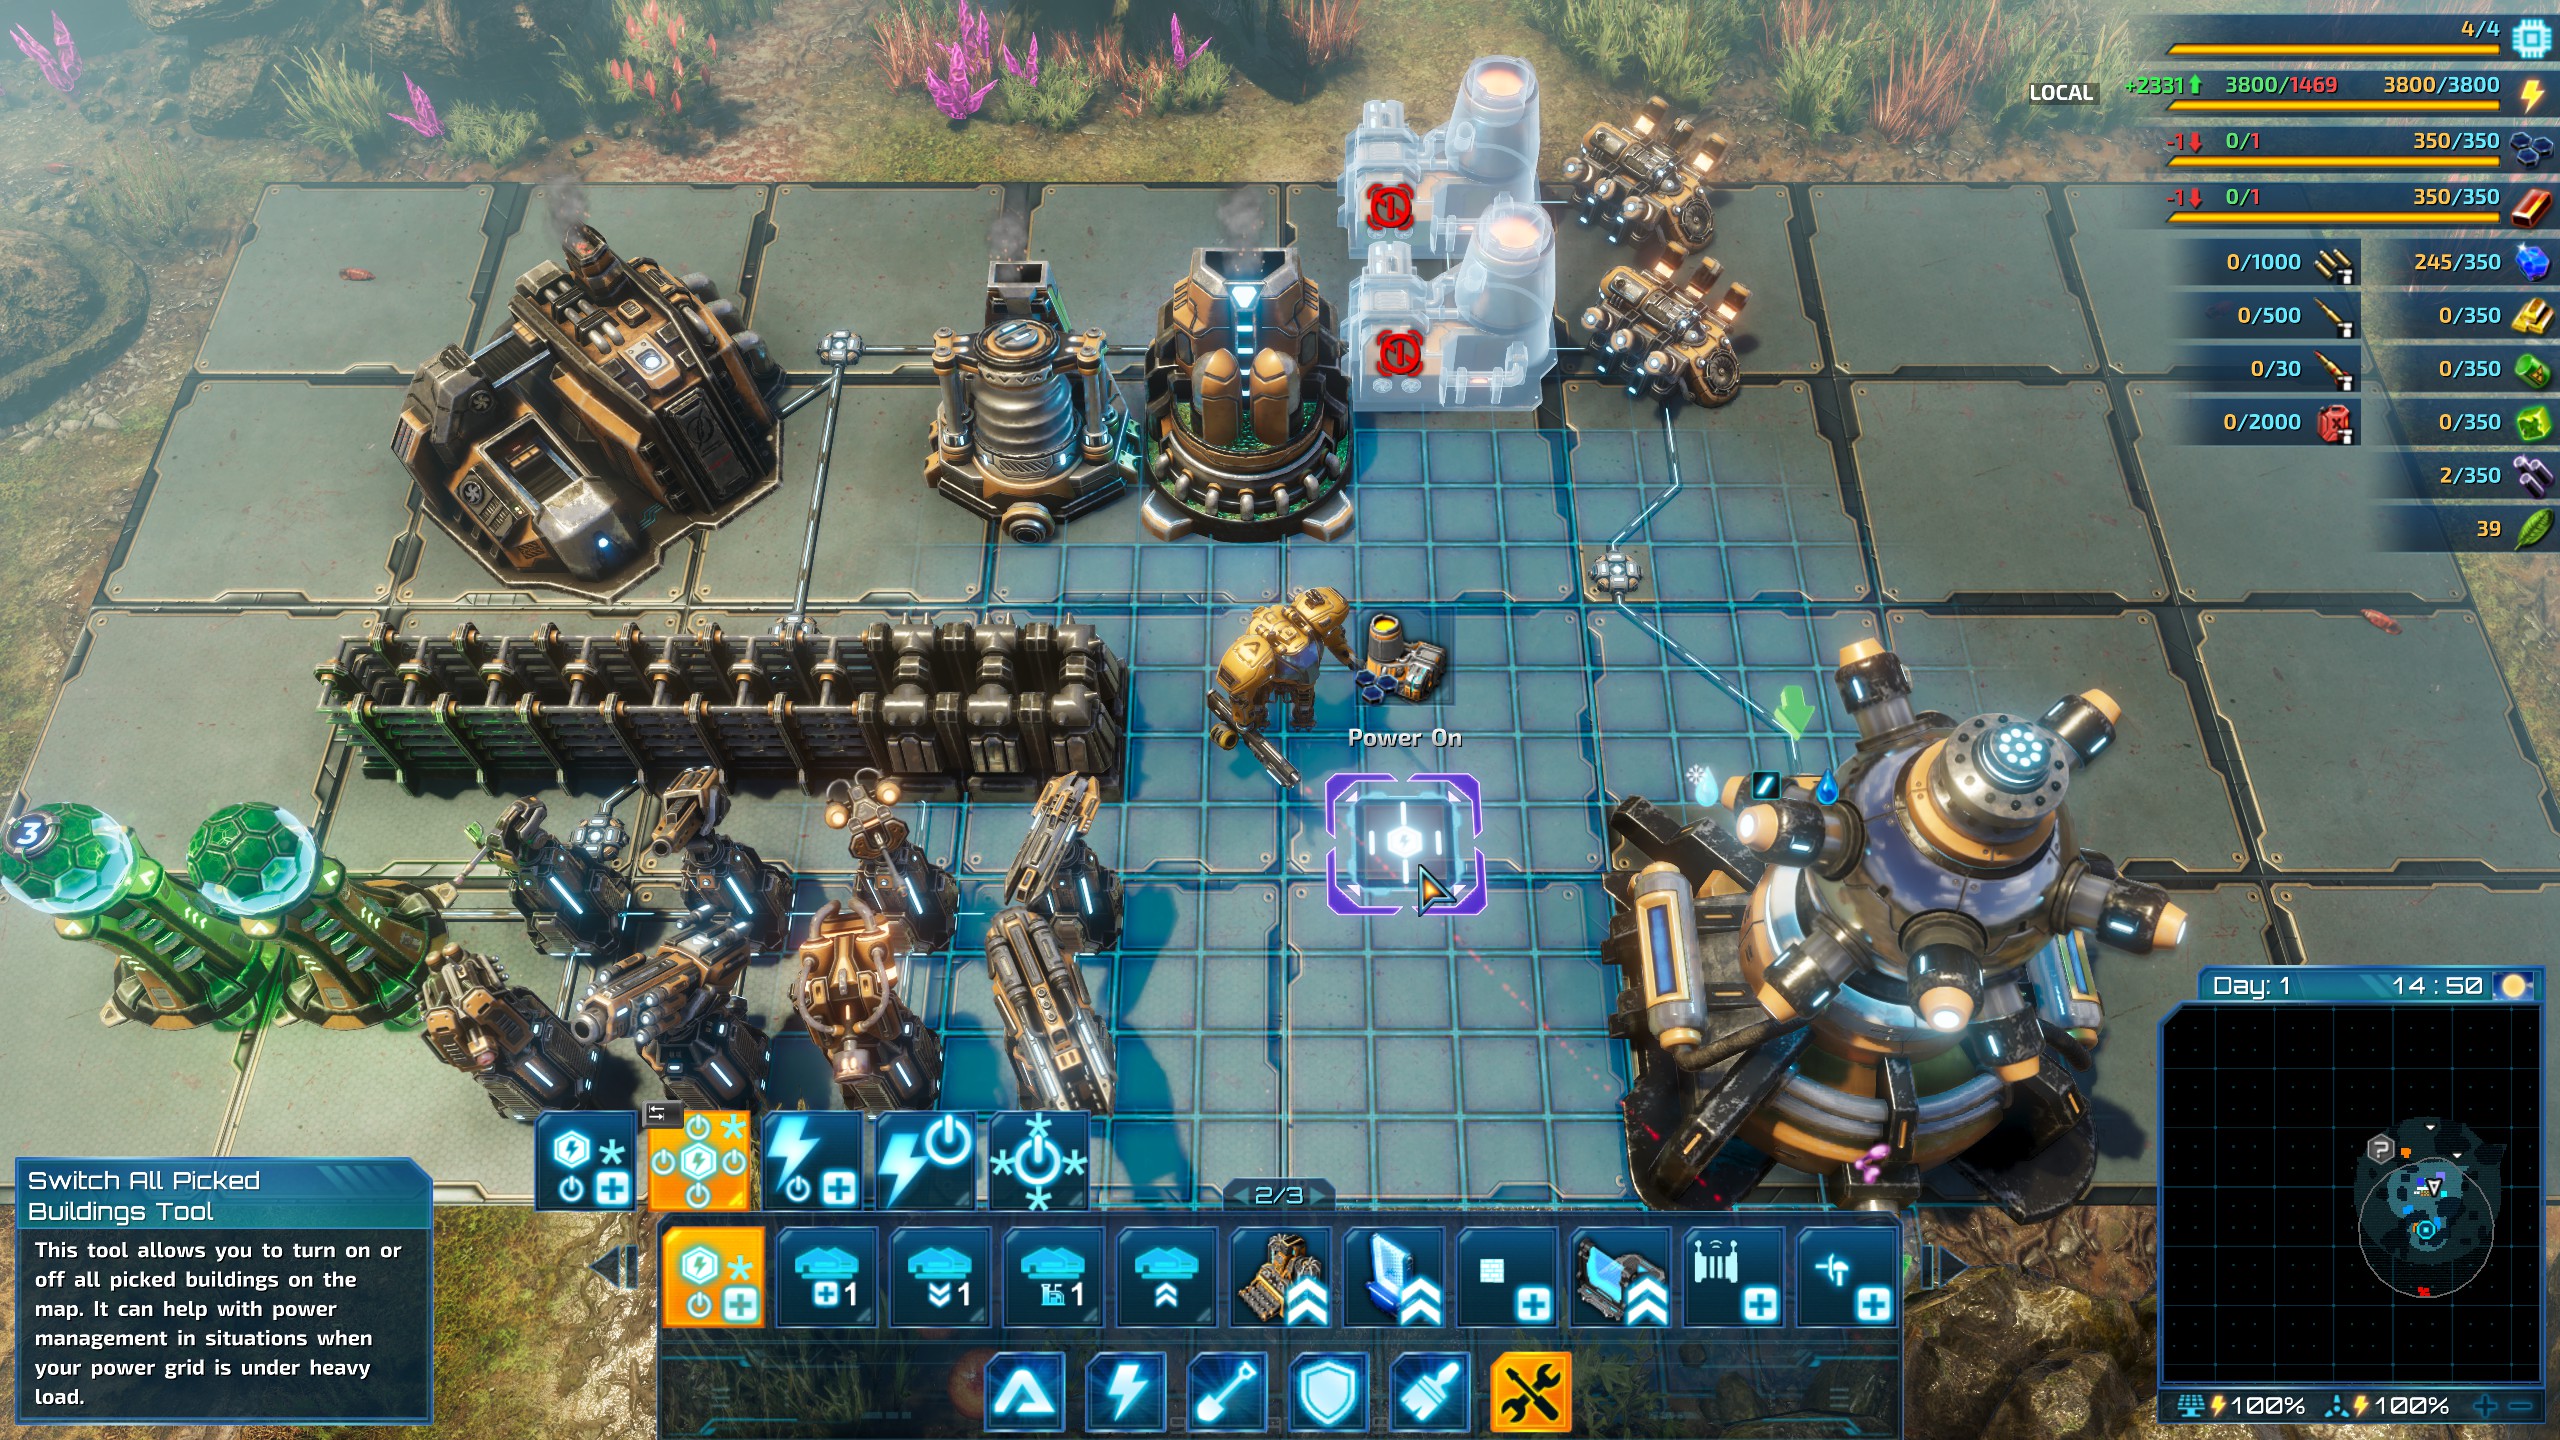 4/4
LOCAL
+2331 3800/1469 3800/3800
-1 0/1 350/350
-1 0/1 350/350
0/1000 245/350
0/500 0/350
0/30 0/350
0/2000 0/350
2/350
39
3
Power On
Day: 1 14:50
Switch All Picked
Buildings Tool
This tool allows you to turn on or
off all picked buildings on the
map. It can help with power
management in situations when
your power grid is under heavy
load.
2/3
1
1
1
?
100% 100%